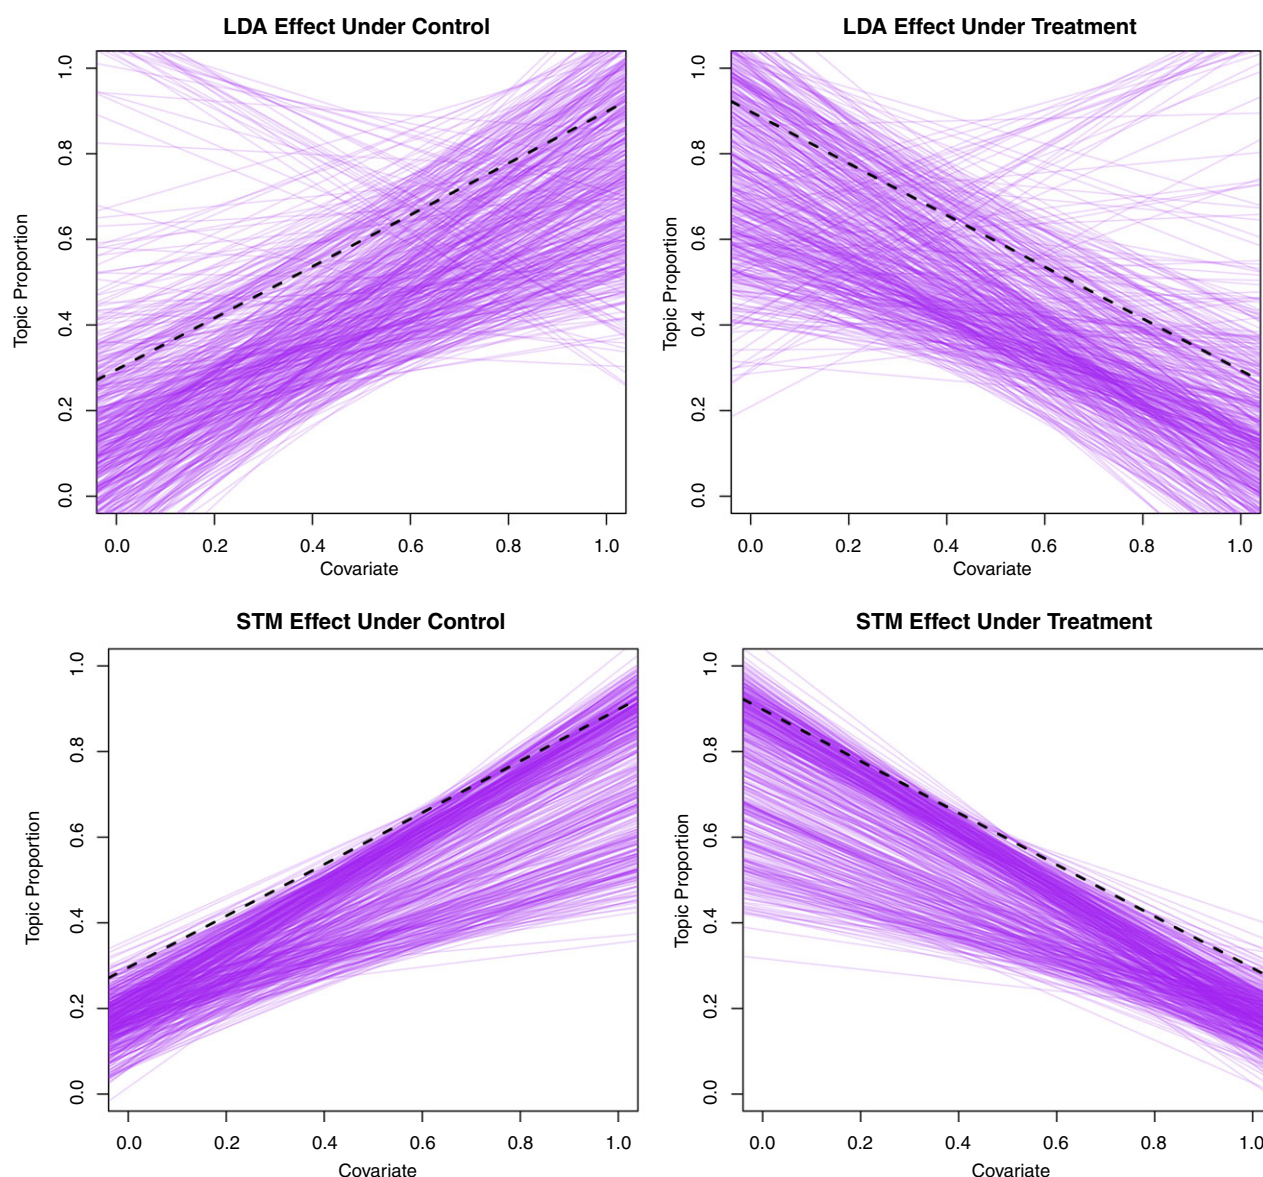 LDA Effect Under Control
LDA Effect Under Treatment
Topic Proportion
1.0
0.8
0.6
0.4
0.2
0.0
0.0 0.2 0.4 0.6 0.8 1.0
Covariate
Topic Proportion
1.0
0.8
0.6
0.4
0.2
0.0
0.0 0.2 0.4 0.6 0.8 1.0
Covariate
STM Effect Under Control
STM Effect Under Treatment
Topic Proportion
1.0
0.8
0.6
0.4
0.2
0.0
0.0 0.2 0.4 0.6 0.8 1.0
Covariate
Topic Proportion
1.0
0.8
0.6
0.4
0.2
0.0
0.0 0.2 0.4 0.6 0.8 1.0
Covariate